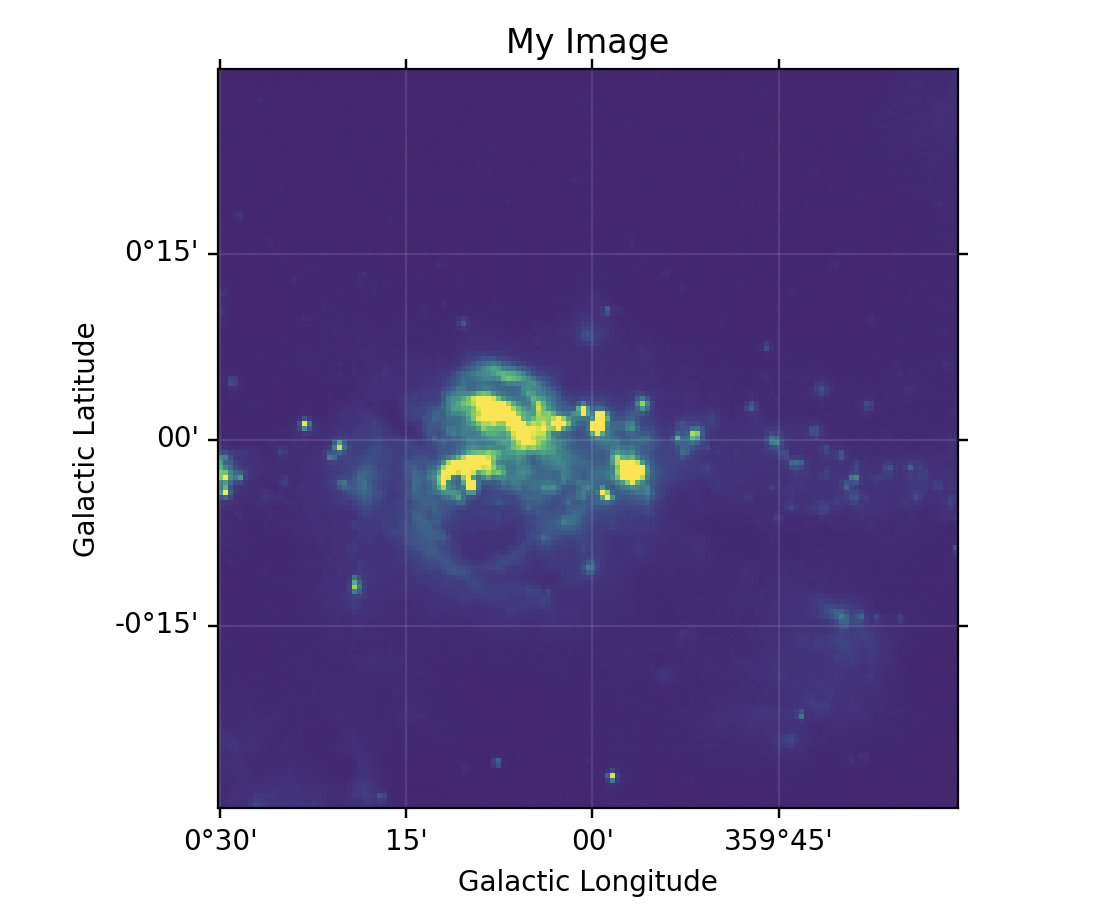 My Image
0°15'
00'
-0°15'
Galactic Latitude
0°30' 15' 00' 359°45'
Galactic Longitude